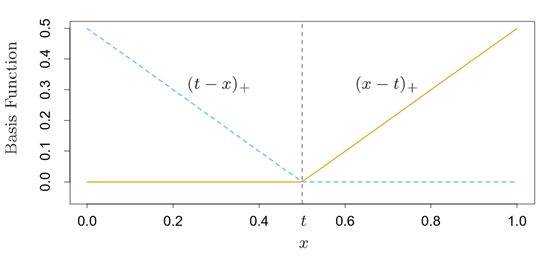 Basis Function
0.5
0.4
0.3
0.2
0.1
0.0
(t − x)+
(x − t)+
0.0 0.2 0.4 t 0.6 0.8 1.0
x